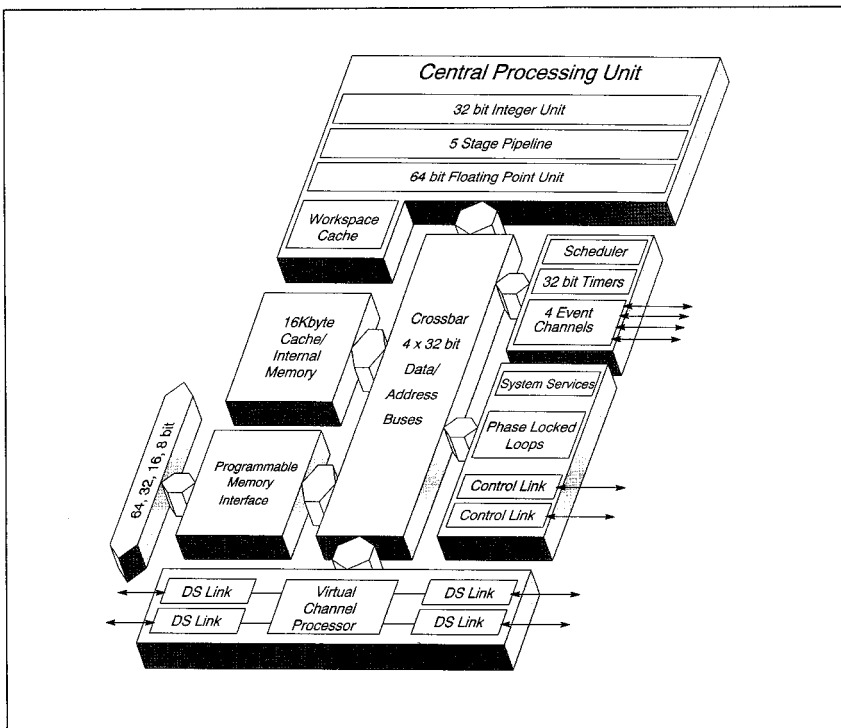 Central Processing Unit
32 bit Integer Unit
5 Stage Pipeline
64 bit Floating Point Unit
Workspace
Cache
Scheduler
32 bit Timers
4 Event
Channels
16Kbyte
Cache/
Internal
Memory
Crossbar
4 x 32 bit
Data/
Address
Buses
System Services
Phase Locked
Loops
Control Link
Control Link
64, 32, 16, 8 bit
Programmable
Memory
Interface
DS Link
DS Link
Virtual
Channel
Processor
DS Link
DS Link